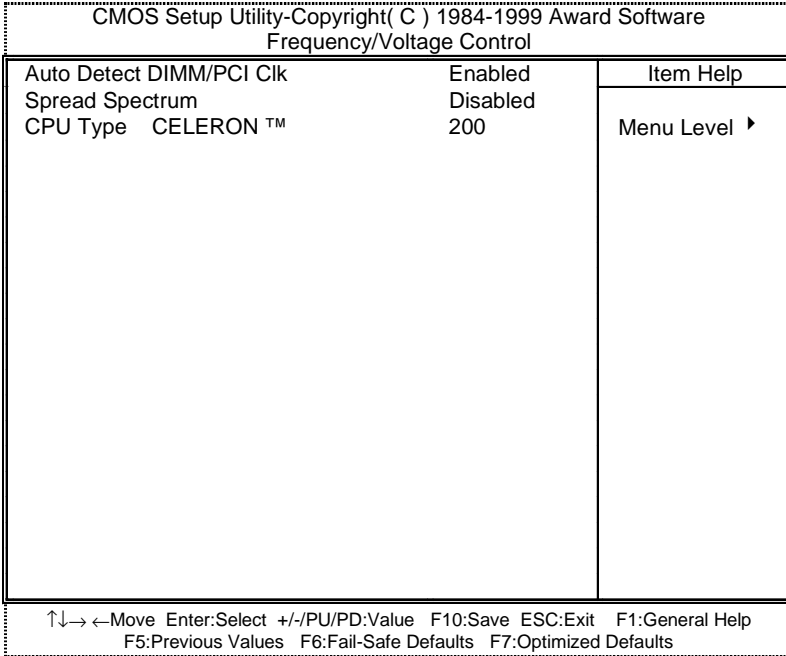 CMOS Setup Utility-Copyright( C ) 1984-1999 Award Software
Frequency/Voltage Control
Auto Detect DIMM/PCI Clk Enabled
Spread Spectrum Disabled
CPU Type CELERON ™ 200
Item Help
Menu Level ▸
↑↓→ ←Move Enter:Select +/-/PU/PD:Value F10:Save ESC:Exit F1:General Help
F5:Previous Values F6:Fail-Safe Defaults F7:Optimized Defaults